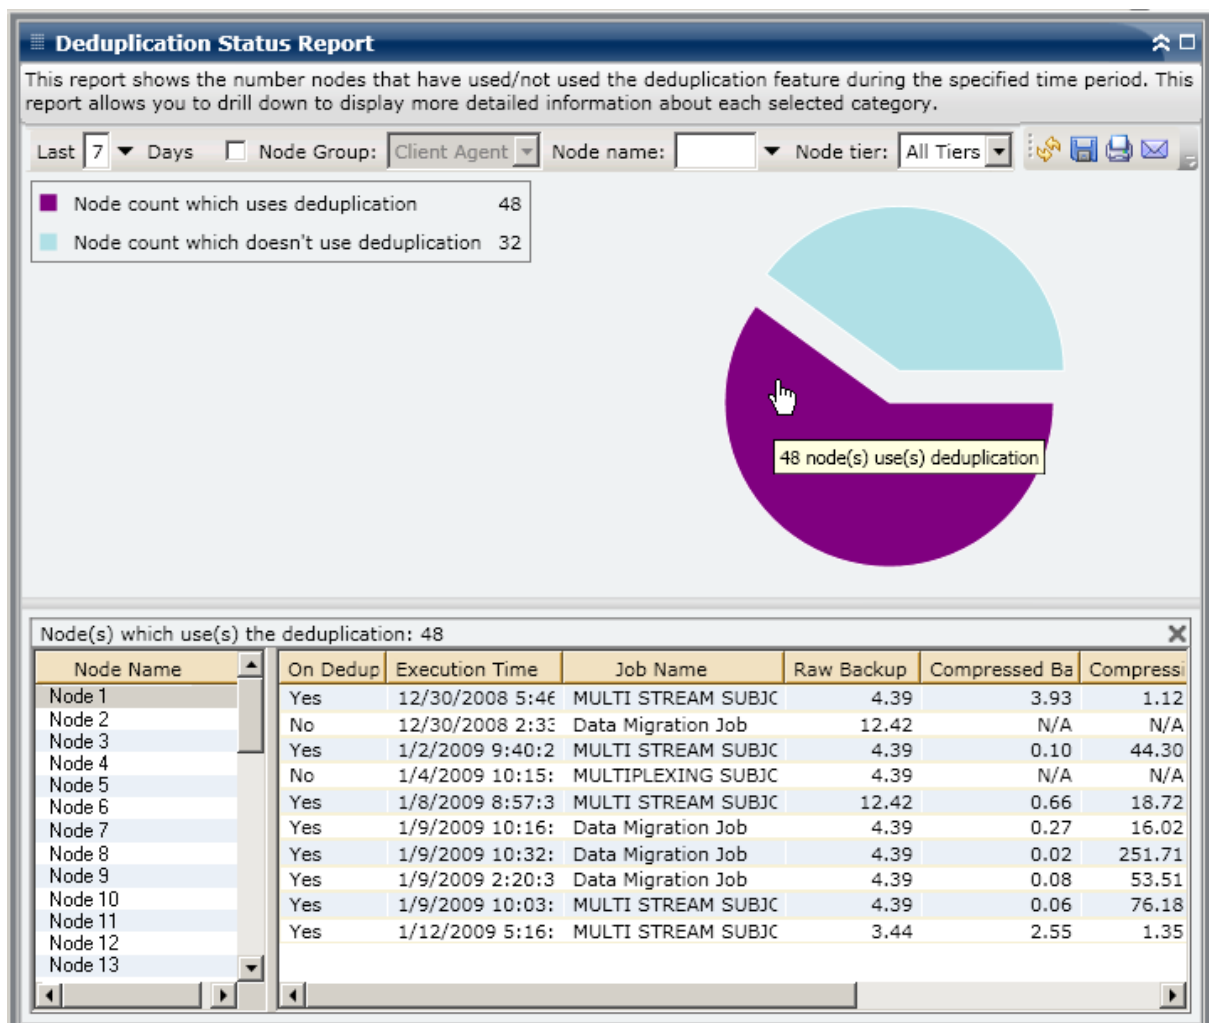 Deduplication Status Report
This report shows the number nodes that have used/not used the deduplication feature during the specified time period. This
report allows you to drill down to display more detailed information about each selected category.
Last 7 Days Node Group: Client Agent Node name: Node tier: All Tiers
Node count which uses deduplication 48
Node count which doesn't use deduplication 32
48 node(s) use(s) deduplication
Node(s) which use(s) the deduplication: 48
Node Name
Node 1
Node 2
Node 3
Node 4
Node 5
Node 6
Node 7
Node 8
Node 9
Node 10
Node 11
Node 12
Node 13
On Dedup Execution Time Job Name Raw Backup Compressed Ba Compressi
Yes 12/30/2008 5:46 MULTI STREAM SUBJC 4.39 3.93 1.12
No 12/30/2008 2:33 Data Migration Job 12.42 N/A N/A
Yes 1/2/2009 9:40:2 MULTI STREAM SUBJC 4.39 0.10 44.30
No 1/4/2009 10:15: MULTIPLEXING SUBJC 4.39 N/A N/A
Yes 1/8/2009 8:57:3 MULTI STREAM SUBJC 12.42 0.66 18.72
Yes 1/9/2009 10:16: Data Migration Job 4.39 0.27 16.02
Yes 1/9/2009 10:32: Data Migration Job 4.39 0.02 251.71
Yes 1/9/2009 2:20:3 Data Migration Job 4.39 0.08 53.51
Yes 1/9/2009 10:03: MULTI STREAM SUBJC 4.39 0.06 76.18
Yes 1/12/2009 5:16: MULTI STREAM SUBJC 3.44 2.55 1.35